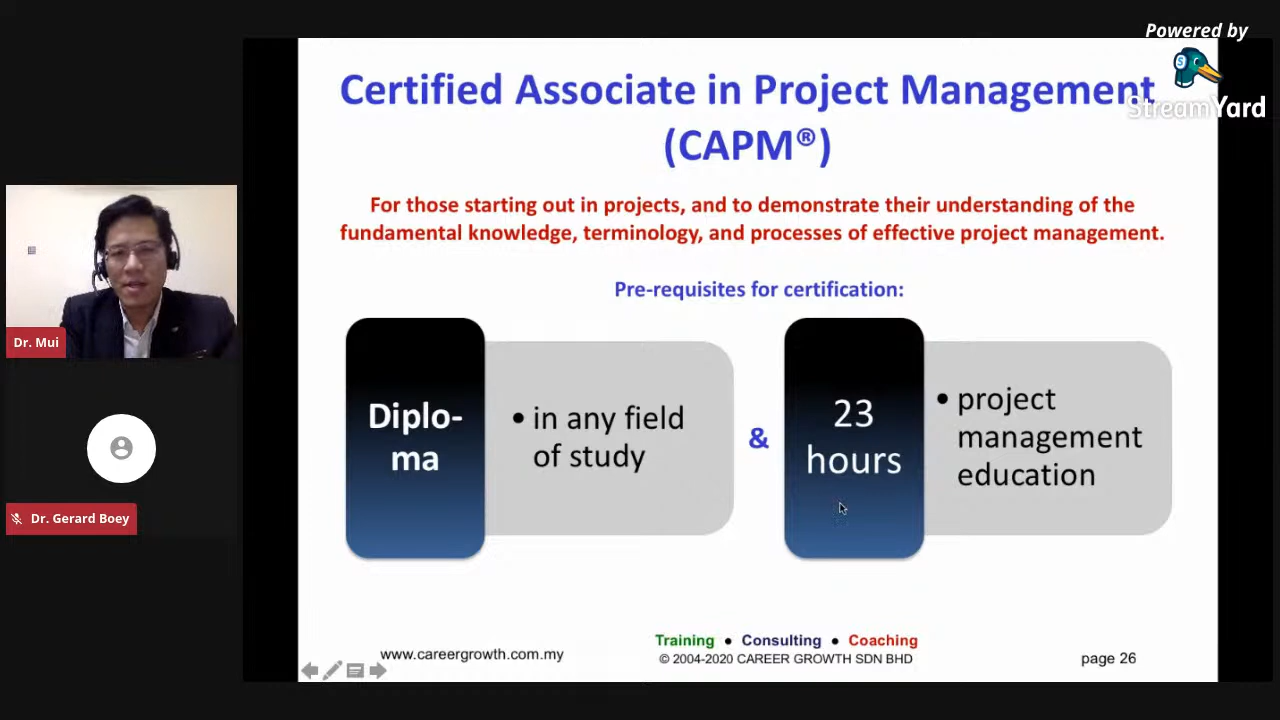 Powered by
StreamYard
Certified Associate in Project Management
(CAPM®)
For those starting out in projects, and to demonstrate their understanding of the
fundamental knowledge, terminology, and processes of effective project management.
Pre-requisites for certification:
Diplo-
ma
• in any field
of study
&
23
hours
• project
management
education
Dr. Mui
Dr. Gerard Boey
www.careergrowth.com.my
Training ● Consulting ● Coaching
© 2004-2020 CAREER GROWTH SDN BHD
page 26